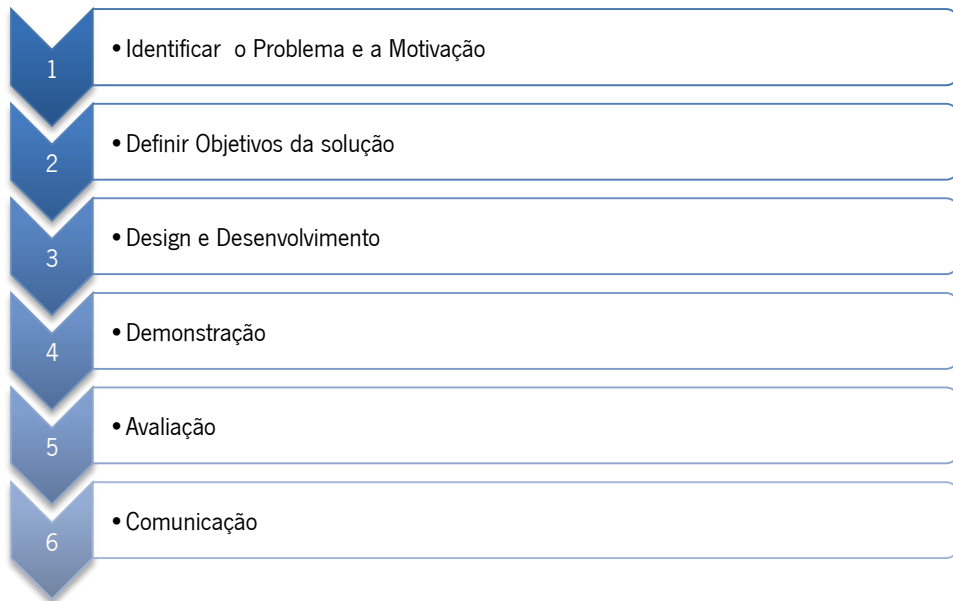 1
• Identificar o Problema e a Motivação
2
• Definir Objetivos da solução
3
• Design e Desenvolvimento
4
• Demonstração
5
• Avaliação
6
• Comunicação